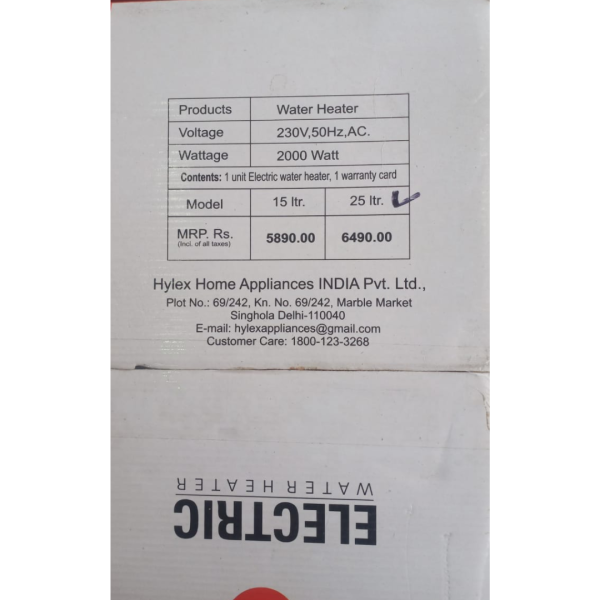 Products Water Heater
Voltage 230V,50Hz,AC.
Wattage 2000 Watt
Contents: 1 unit Electric water heater, 1 warranty card
Model 15 ltr. 25 ltr.
MRP. Rs. 5890.00 6490.00
(Incl. of all taxes)
Hylex Home Appliances INDIA Pvt. Ltd.,
Plot No.: 69/242, Kn. No. 69/242, Marble Market
Singhola Delhi-110040
E-mail: hylexappliances@gmail.com
Customer Care: 1800-123-3268
ELECTRIC
WATER HEATER